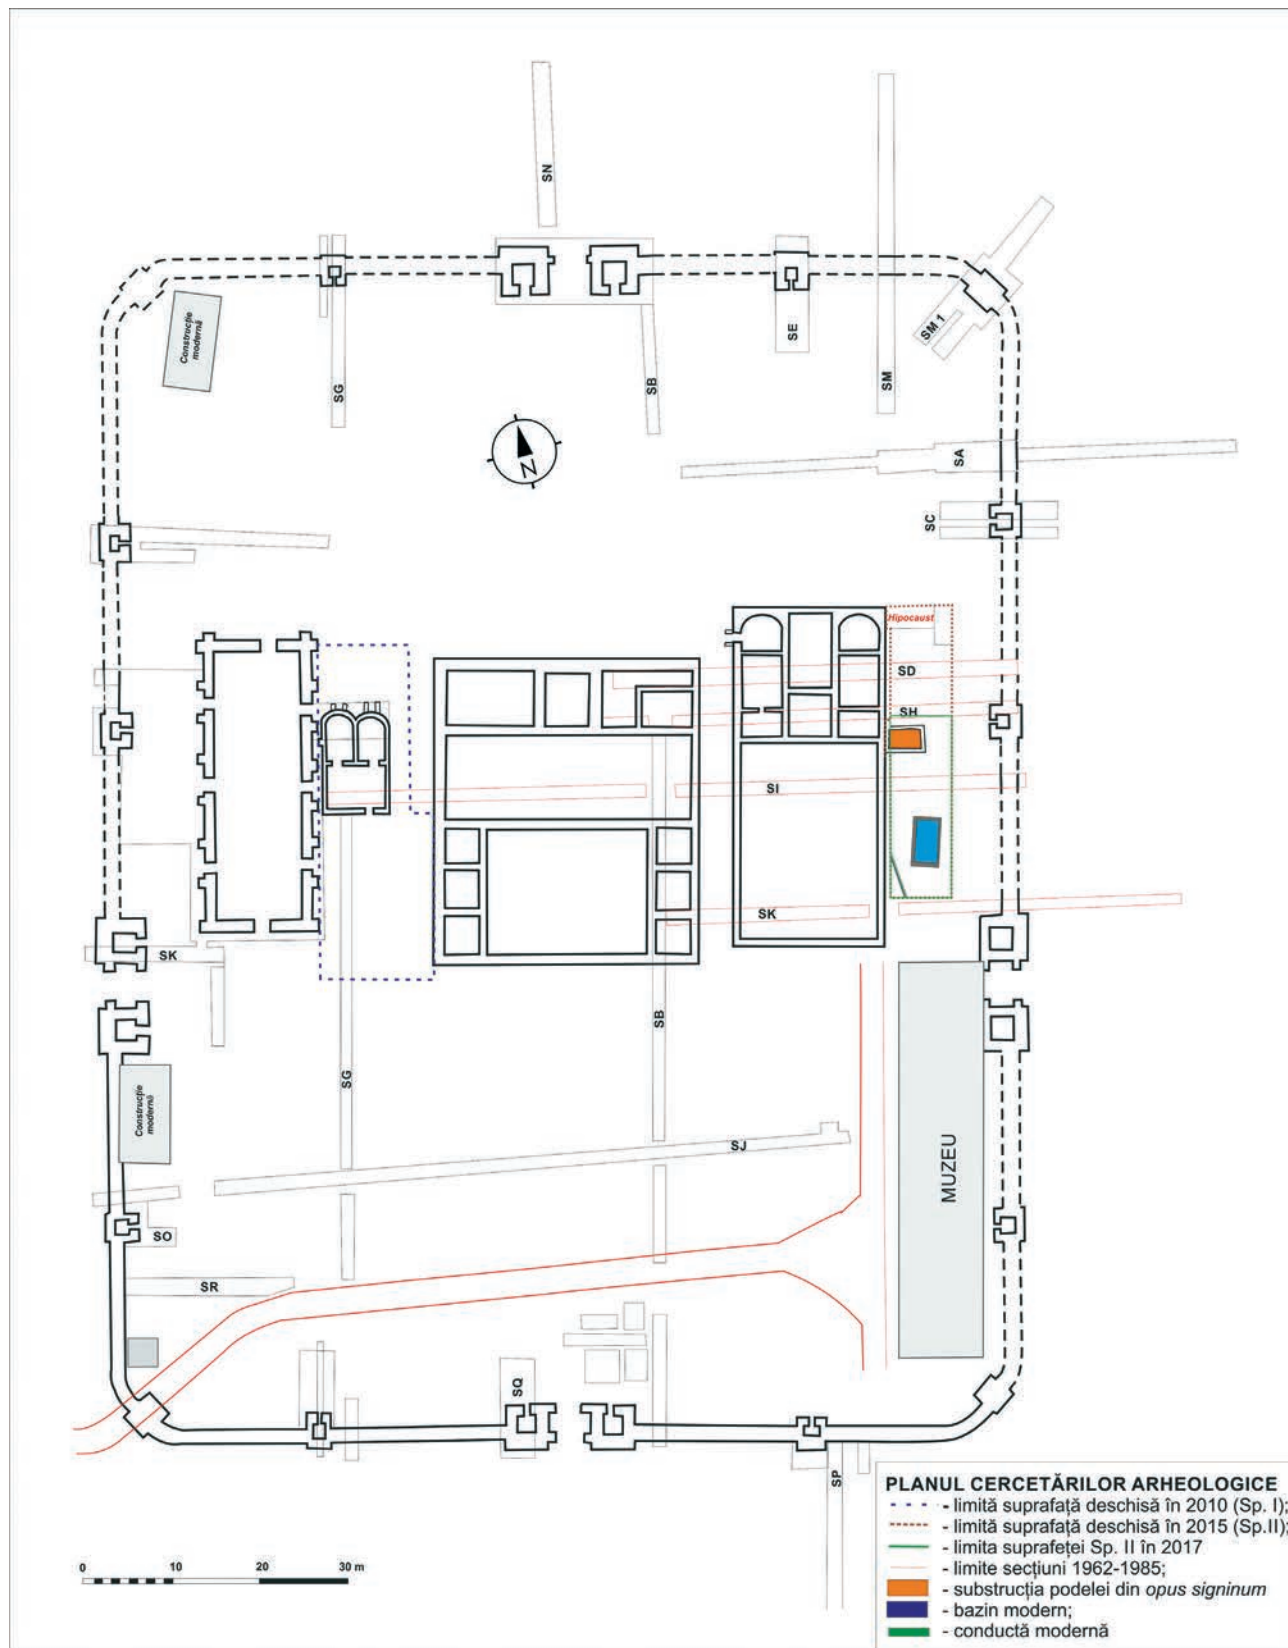 SN
SM 1
Construcție
modernă
SE
SG
SB
SM
SA
N
SC
Hipocaust
SD
SH
SI
SK
SK
SB
SG
Construcție
modernă
SJ
MUZEU
SO
SR
SQ
SP
PLANUL CERCETĂRILOR ARHEOLOGICE
- limită suprafață deschisă în 2010 (Sp. I);
- limită suprafață deschisă în 2015 (Sp.II);
- limita suprafeței Sp. II în 2017
- limite secțiuni 1962-1985;
- substrucția podelei din opus signinum
- bazin modern;
- conductă modernă
0 10 20 30 m